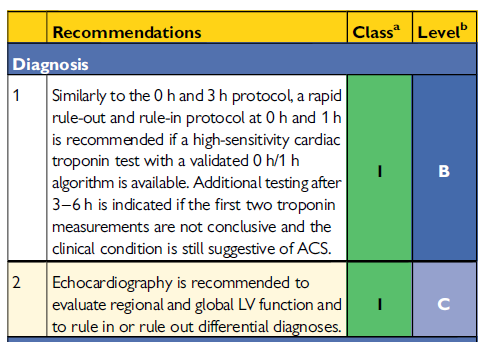 Recommendations Classᵃ Levelᵇ
Diagnosis
1 Similarly to the 0 h and 3 h protocol, a rapid
rule-out and rule-in protocol at 0 h and 1 h
is recommended if a high-sensitivity cardiac
troponin test with a validated 0 h/1 h
algorithm is available. Additional testing after
3–6 h is indicated if the first two troponin
measurements are not conclusive and the
clinical condition is still suggestive of ACS.
I B
2 Echocardiography is recommended to
evaluate regional and global LV function and
to rule in or rule out differential diagnoses.
I C